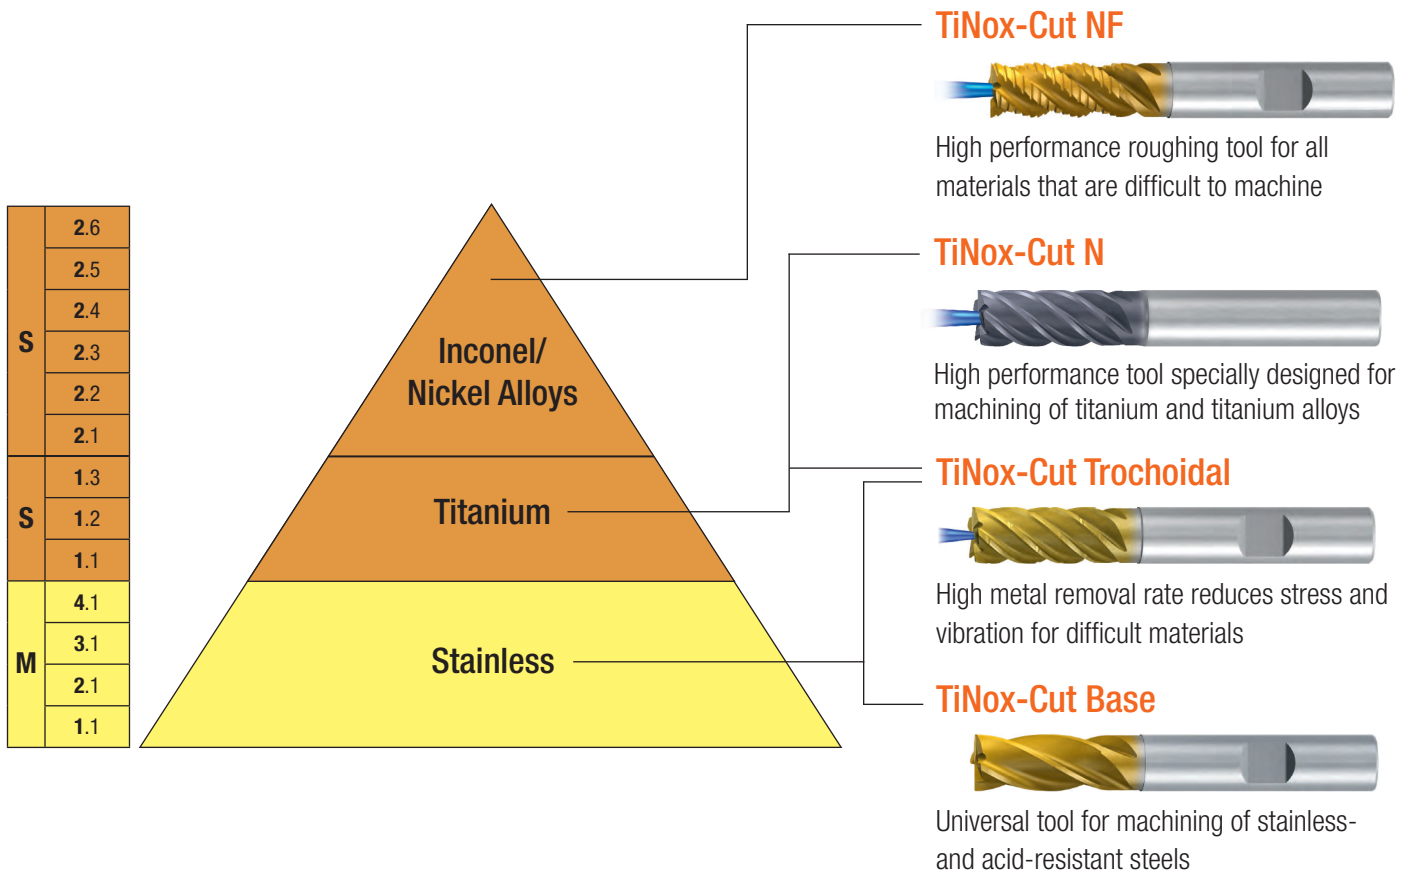 TiNox-Cut NF
High performance roughing tool for all
materials that are difficult to machine
S
2.6
2.5
2.4
2.3
2.2
2.1
S
1.3
1.2
1.1
M
4.1
3.1
2.1
1.1
Inconel/
Nickel Alloys
Titanium
Stainless
TiNox-Cut N
High performance tool specially designed for
machining of titanium and titanium alloys
TiNox-Cut Trochoidal
High metal removal rate reduces stress and
vibration for difficult materials
TiNox-Cut Base
Universal tool for machining of stainless-
and acid-resistant steels